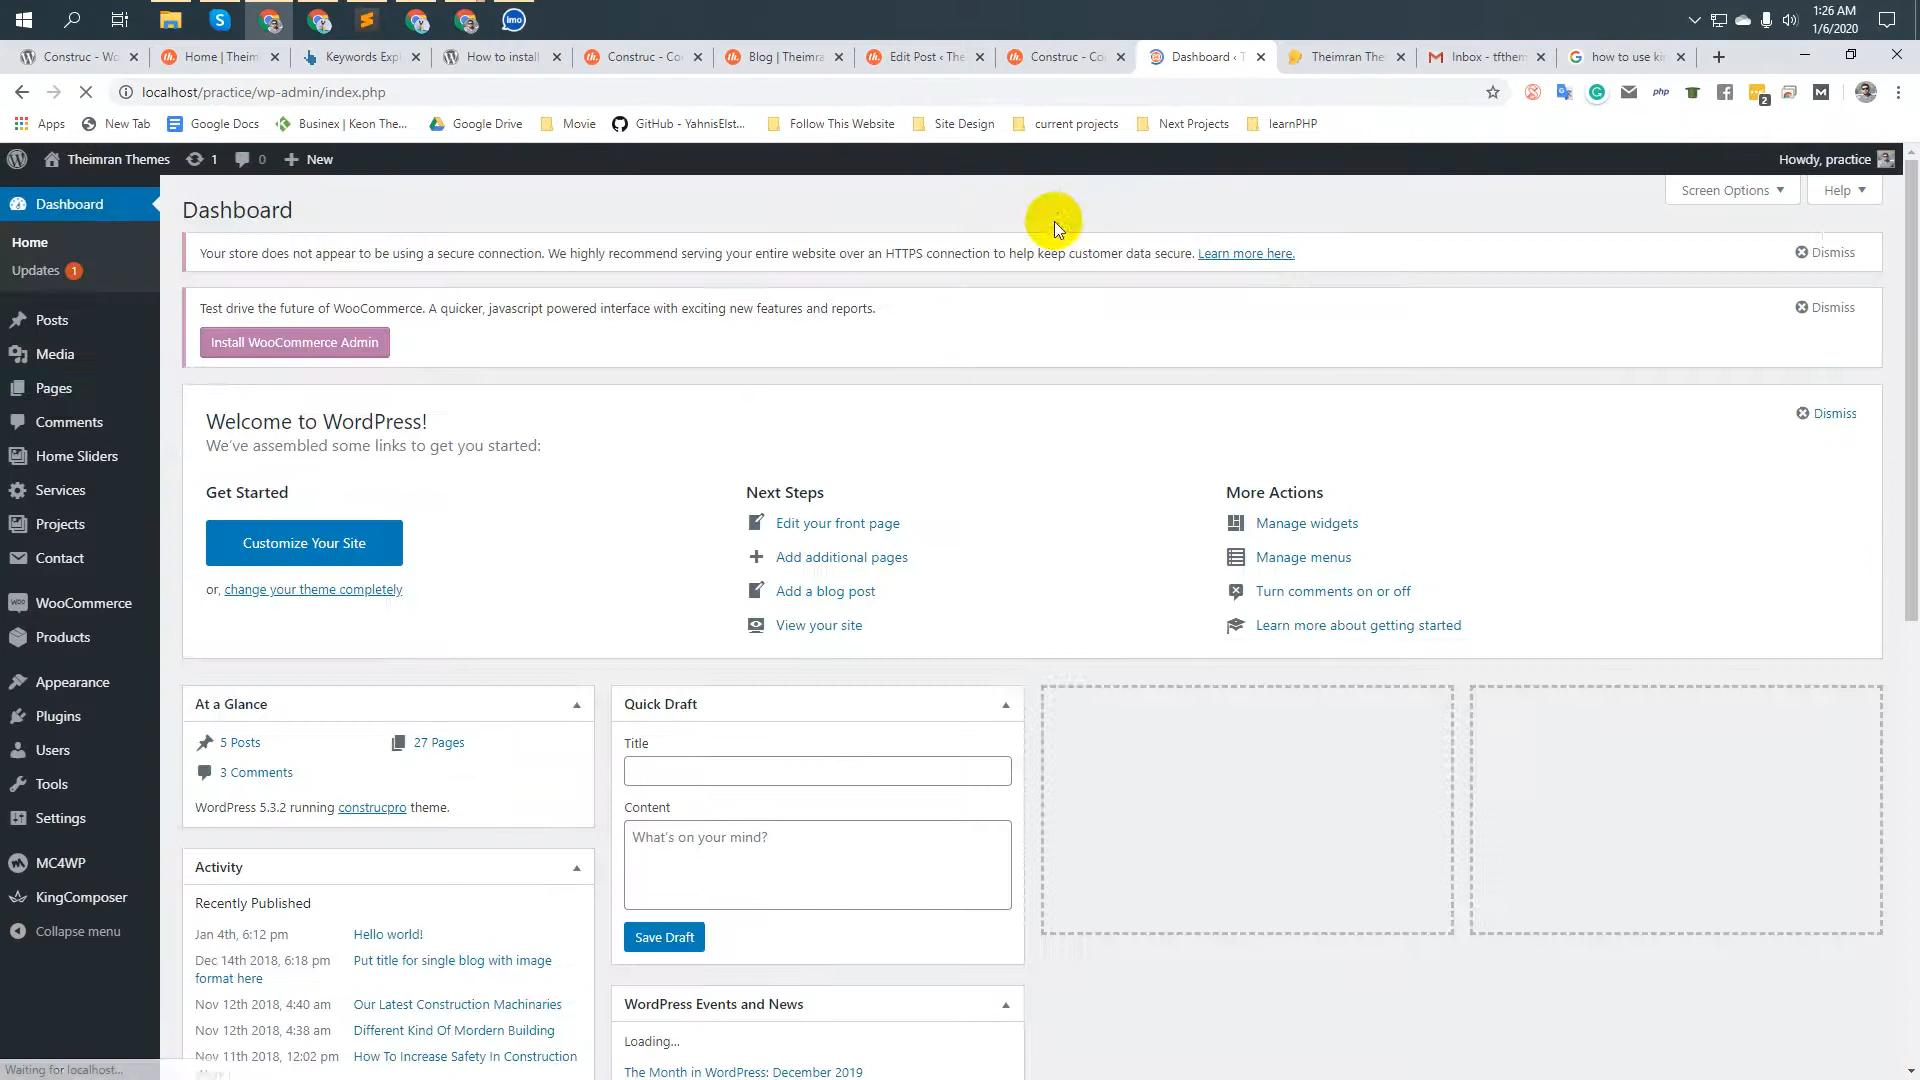 1:26 AM
1/6/2020
imo
Construc - Wo
Home | Theim
Keywords Expl
How to install
Construc - Co
Blog | Theimra
Edit Post ‹ The
Construc - Co
Dashboard ‹ T
Theimran The
Inbox - tfthem
how to use kin
localhost/practice/wp-admin/index.php
php
2
Apps
New Tab
Google Docs
Businex | Keon The...
Google Drive
Movie
GitHub - YahnisElst...
Follow This Website
Site Design
current projects
Next Projects
learnPHP
Theimran Themes
1
0
New
Howdy, practice
Screen Options
Help
Dashboard
Home
Updates 1
Posts
Media
Pages
Comments
Home Sliders
Services
Projects
Contact
WooCommerce
Products
Appearance
Plugins
Users
Tools
Settings
MC4WP
KingComposer
Collapse menu
Dashboard
Your store does not appear to be using a secure connection. We highly recommend serving your entire website over an HTTPS connection to help keep customer data secure. Learn more here.
Dismiss
Test drive the future of WooCommerce. A quicker, javascript powered interface with exciting new features and reports.
Dismiss
Install WooCommerce Admin
Welcome to WordPress!
Dismiss
We've assembled some links to get you started:
Get Started
Customize Your Site
or, change your theme completely
Next Steps
Edit your front page
Add additional pages
Add a blog post
View your site
More Actions
Manage widgets
Manage menus
Turn comments on or off
Learn more about getting started
At a Glance
5 Posts
27 Pages
3 Comments
WordPress 5.3.2 running construcpro theme.
Activity
Recently Published
Jan 4th, 6:12 pm
Hello world!
Dec 14th 2018, 6:18 pm
Put title for single blog with image
format here
Nov 12th 2018, 4:40 am
Our Latest Construction Machinaries
Nov 12th 2018, 4:38 am
Different Kind Of Mordern Building
Nov 11th 2018, 12:02 pm
How To Increase Safety In Construction
Quick Draft
Title
Content
What's on your mind?
Save Draft
WordPress Events and News
Loading...
The Month in WordPress: December 2019
Waiting for localhost...